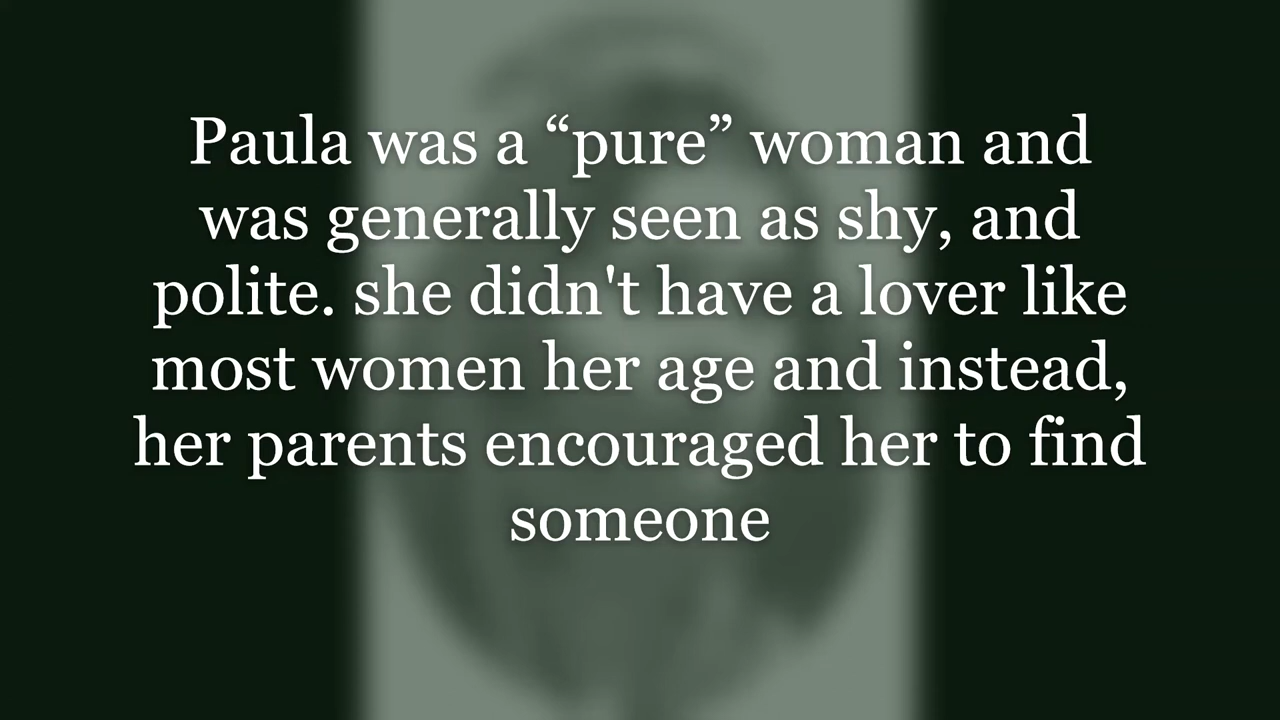 Paula was a “pure” woman and
was generally seen as shy, and
polite. she didn't have a lover like
most women her age and instead,
her parents encouraged her to find
someone